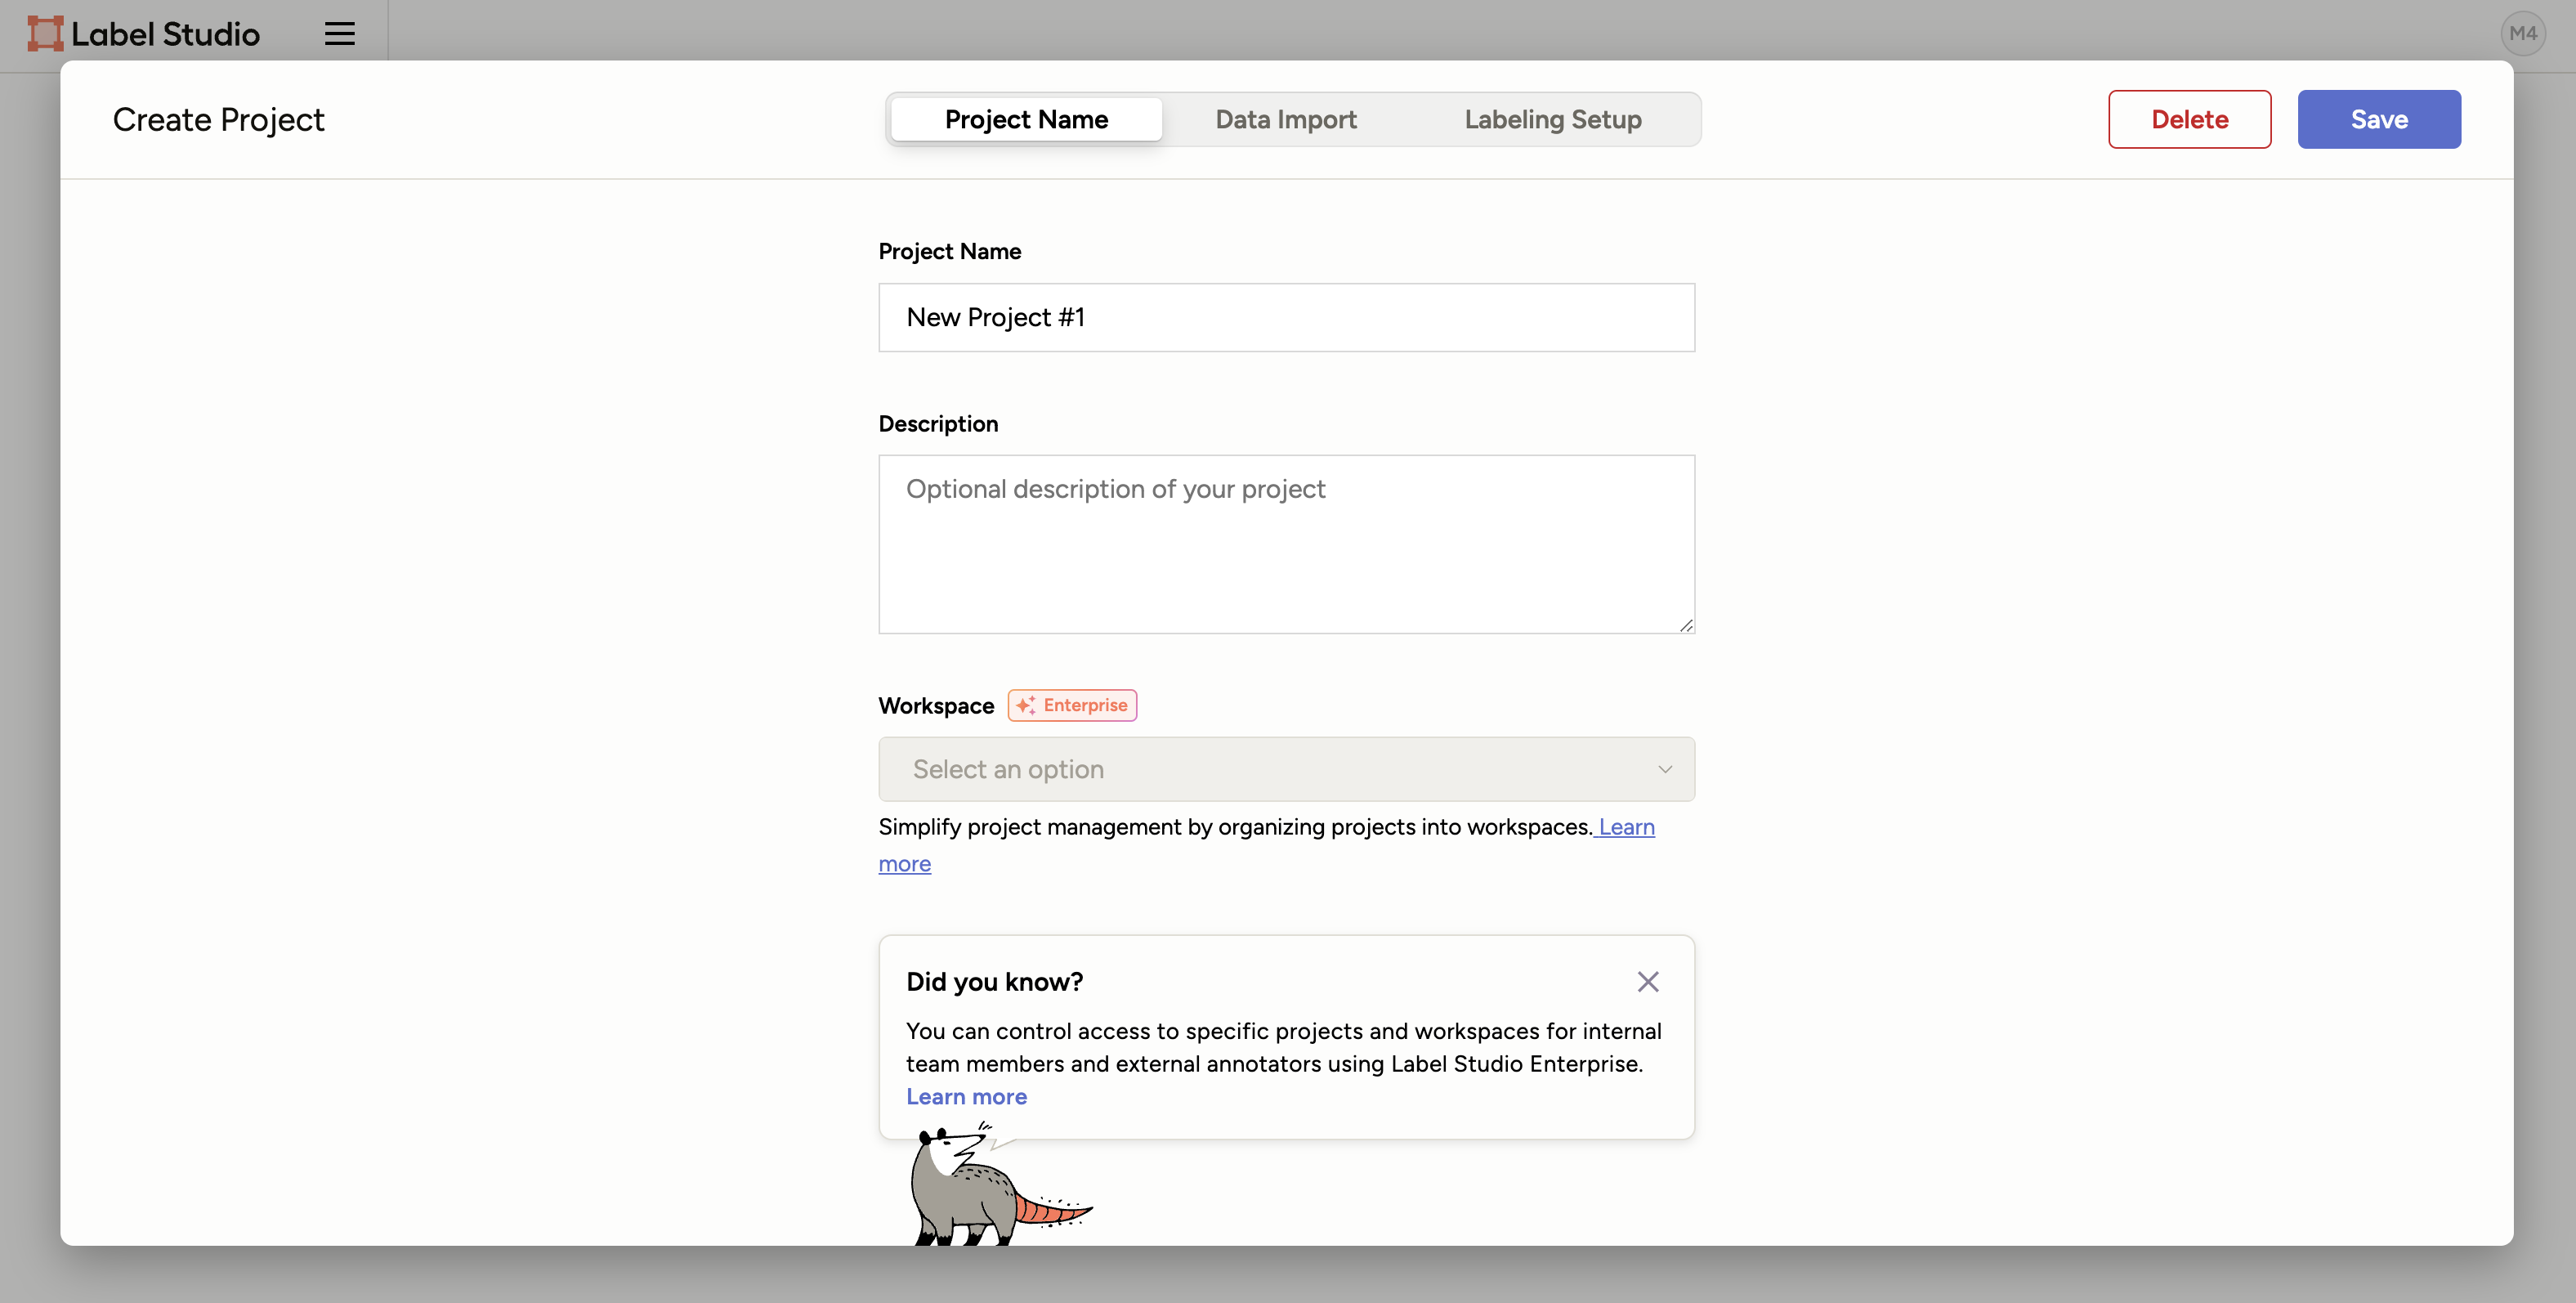 Label Studio
M4
Create Project
Project Name
Data Import
Labeling Setup
Delete
Save
Project Name
New Project #1
Description
Optional description of your project
Workspace
Enterprise
Select an option
Simplify project management by organizing projects into workspaces. Learn
more
Did you know?
You can control access to specific projects and workspaces for internal
team members and external annotators using Label Studio Enterprise.
Learn more